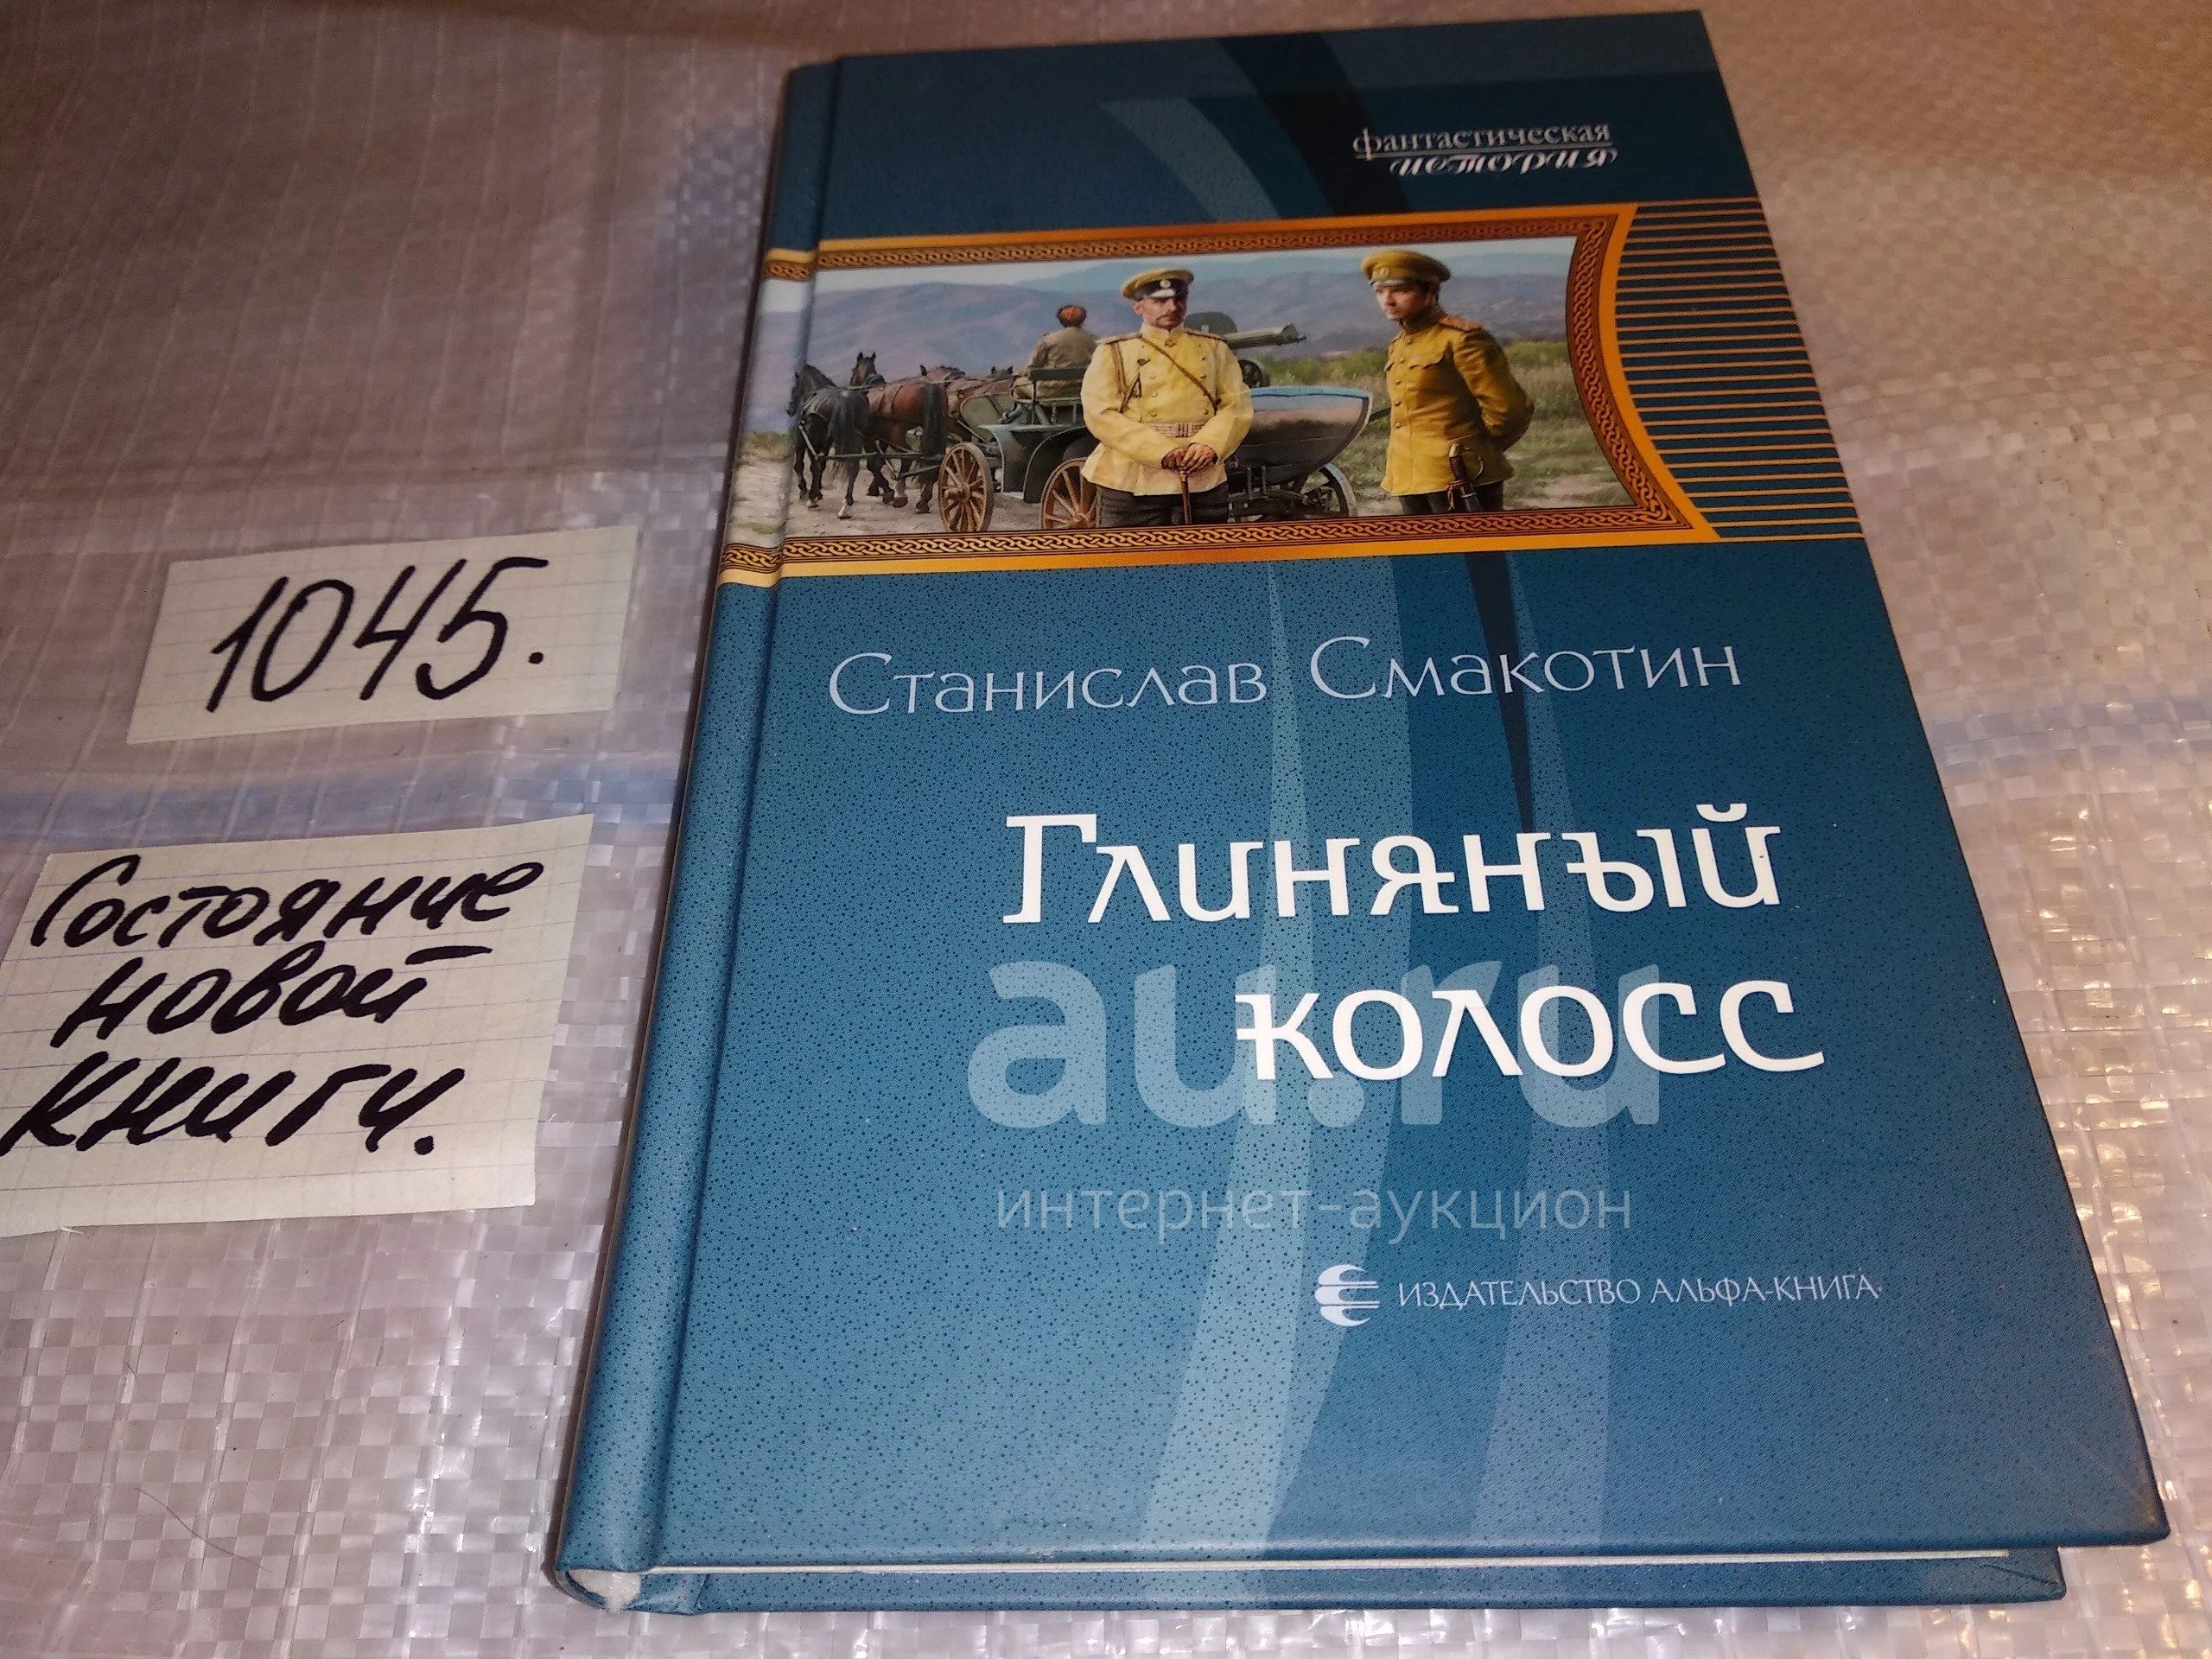 фантастическая
история
1045.
Станислав Смакотин
Глиняный
колосс
Состояние
новой
книги.
au.ru
интернет-аукцион
ИЗДАТЕЛЬСТВО АЛЬФА-КНИГА